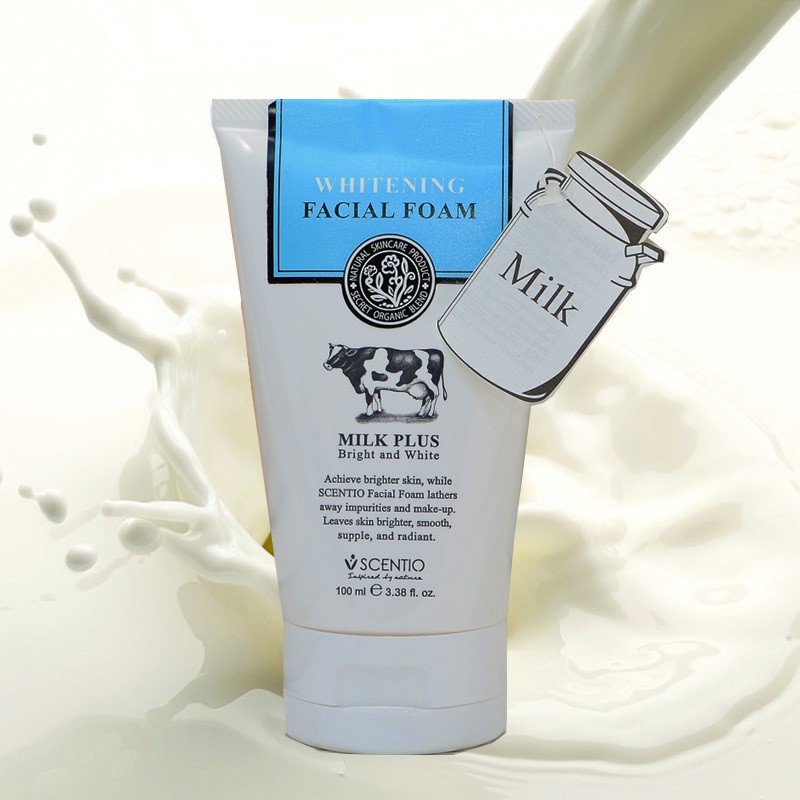 WHITENING
FACIAL FOAM
NATURAL SKINCARE PRODUCT
SECRET ORGANIC BLEND
Milk
MILK PLUS
Bright and White
Achieve brighter skin, while
SCENTIO Facial Foam lathers
away impurities and make-up.
Leaves skin brighter, smooth,
supple, and radiant.
SCENTIO
Inspired by nature
100 ml e 3.38 fl. oz.